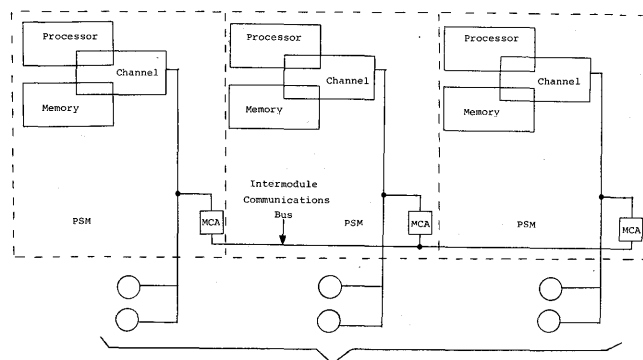 Processor
Channel
Memory
PSM
MCA
Processor
Channel
Memory
Intermodule
Communications
Bus
PSM
MCA
Processor
Channel
Memory
PSM
MCA